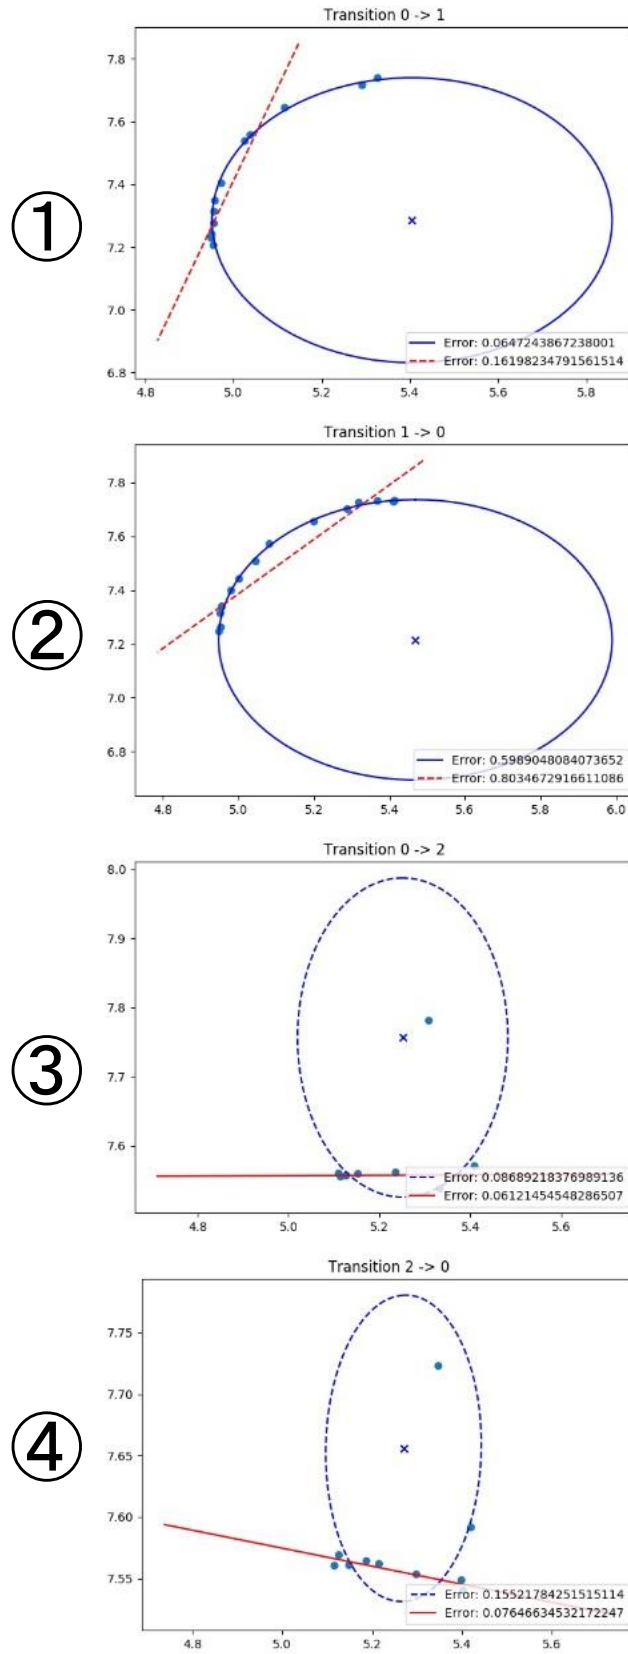 Transition 0 -> 1
①
7.8
7.6
7.4
7.2
7.0
6.8
4.8 5.0 5.2 5.4 5.6 5.8
Error: 0.0647243867238001
Error: 0.16198234791561514
Transition 1 -> 0
②
7.8
7.6
7.4
7.2
7.0
6.8
4.8 5.0 5.2 5.4 5.6 5.8 6.0
Error: 0.5989048084073652
Error: 0.8034672916611086
Transition 0 -> 2
③
8.0
7.9
7.8
7.7
7.6
4.8 5.0 5.2 5.4 5.6
Error: 0.08689218376989136
Error: 0.06121454548286507
Transition 2 -> 0
④
7.75
7.70
7.65
7.60
7.55
4.8 5.0 5.2 5.4 5.6
Error: 0.15521784251515114
Error: 0.07646634532172247